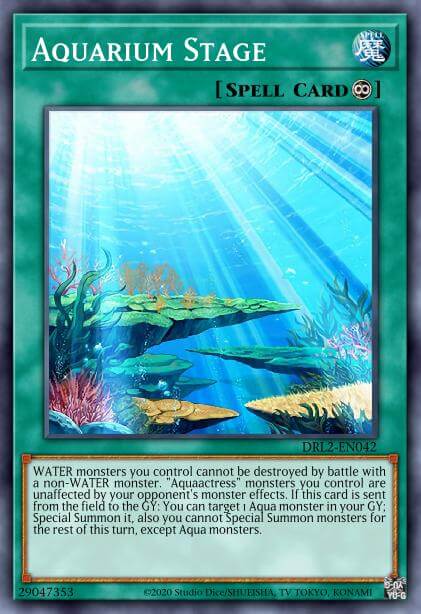 Aquarium Stage
SPELL
魔
[Spell Card]
DRL2-EN042
WATER monsters you control cannot be destroyed by battle with
a non-WATER monster. "Aquaactress" monsters you control are
unaffected by your opponent's monster effects. If this card is sent
from the field to the GY: You can target 1 Aqua monster in your GY;
Special Summon it, also you cannot Special Summon monsters for
the rest of this turn, except Aqua monsters.
29047353
©2020 Studio Dice/SHUEISHA, TV TOKYO, KONAMI